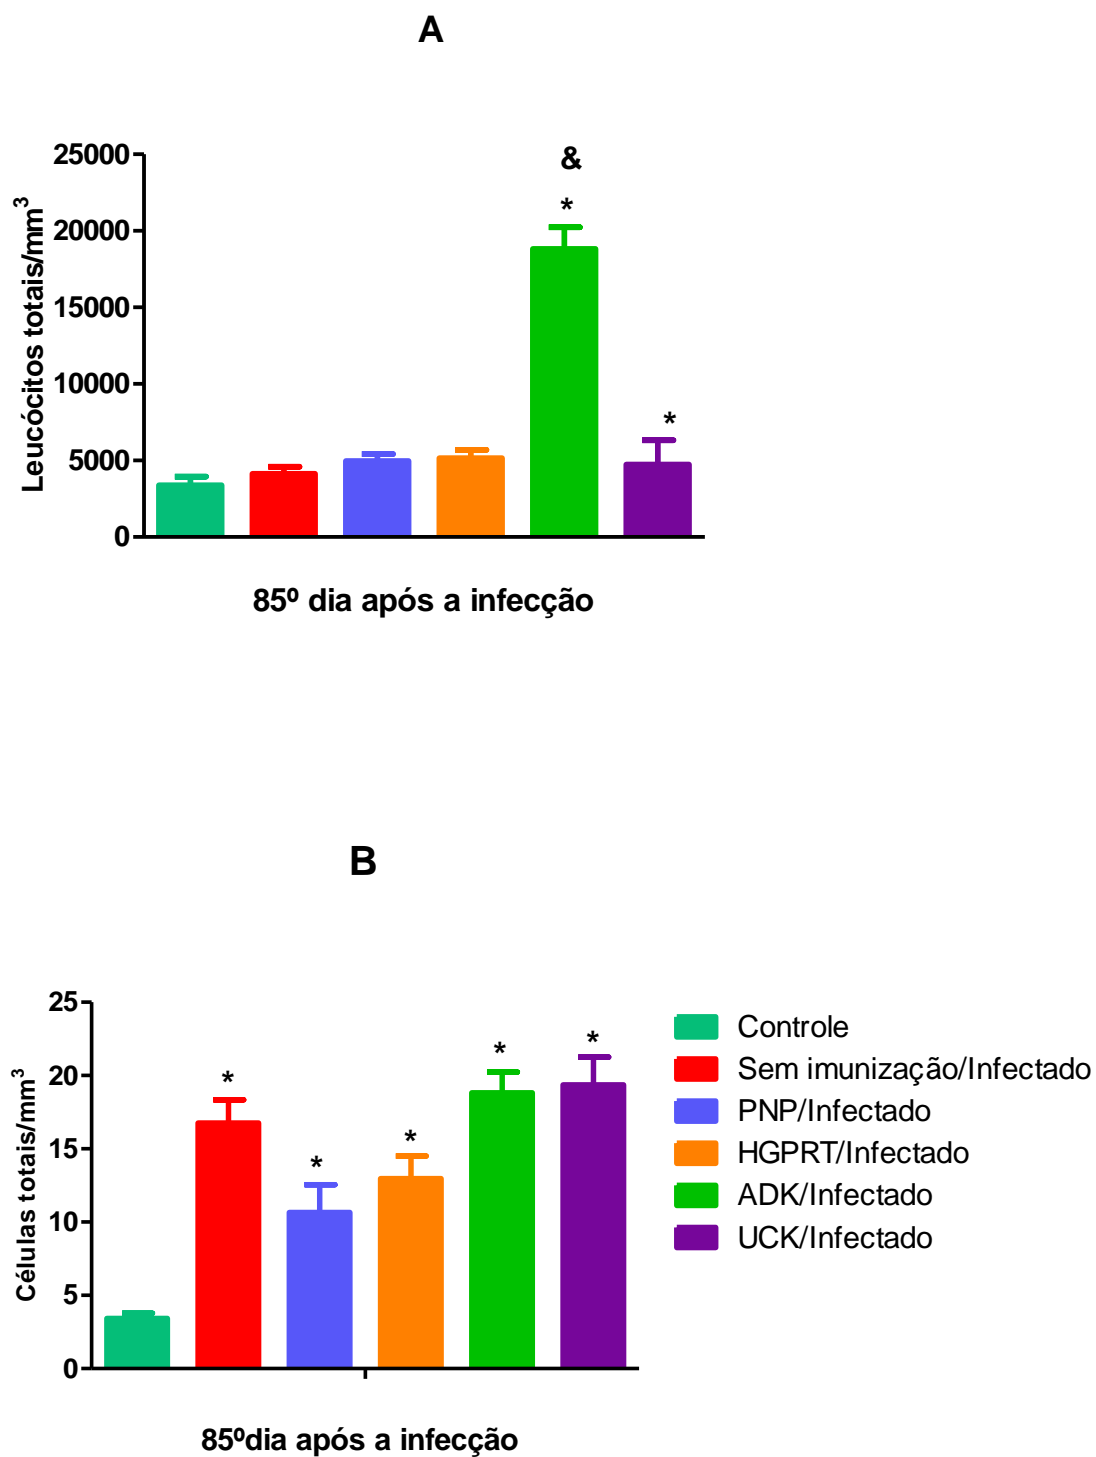 A
25000
20000
15000
10000
5000
0
Leucócitos totais/mm³
&
*
*
85º dia após a infecção
B
25
20
15
10
5
0
Células totais/mm³
*
*
*
*
*
85ºdia após a infecção
Controle
Sem imunização/Infectado
PNP/Infectado
HGPRT/Infectado
ADK/Infectado
UCK/Infectado